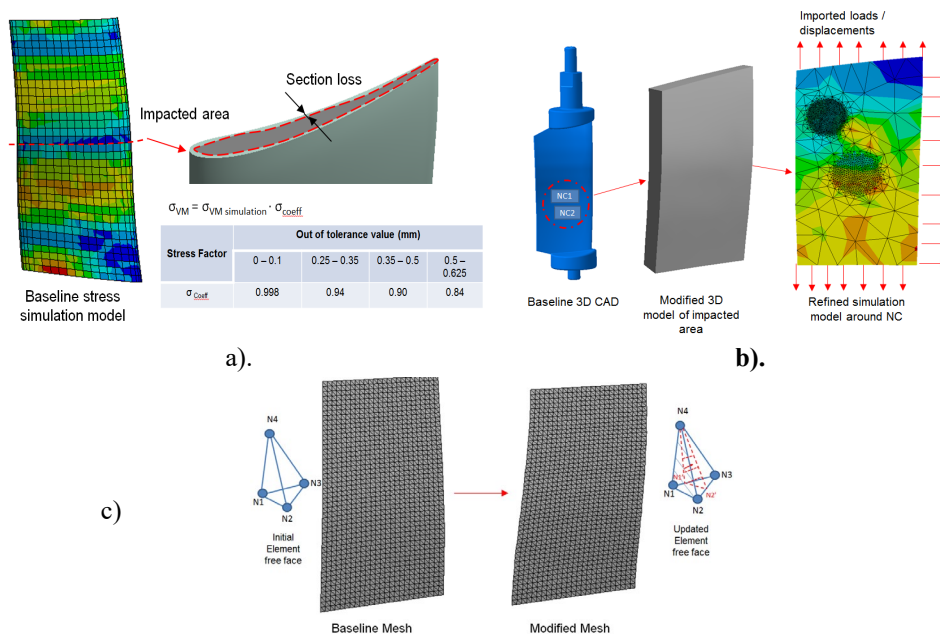 Section loss
Impacted area
σVM = σVM simulation · σcoeff
Stress Factor
Out of tolerance value (mm)
0 – 0.1
0.25 – 0.35
0.35 – 0.5
0.5 –
0.625
σ Coeff
0.998
0.94
0.90
0.84
Baseline stress
simulation model
a).
Imported loads /
displacements
NC1
NC2
Baseline 3D CAD
Modified 3D
model of impacted
area
Refined simulation
model around NC
b).
c)
N4
N3
N1
N2
Initial
Element
free face
Baseline Mesh
Modified Mesh
N4
N3
N1'
N1
N2'
N2
Updated
Element
free face